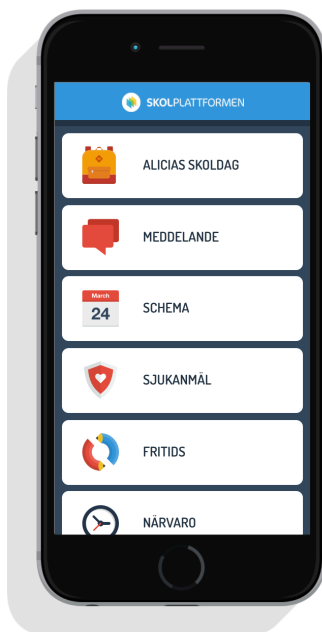 SKOLPLATTFORMEN
ALICIAS SKOLDAG
MEDDELANDE
March
24
SCHEMA
SJUKANMÄL
FRITIDS
NÄRVARO